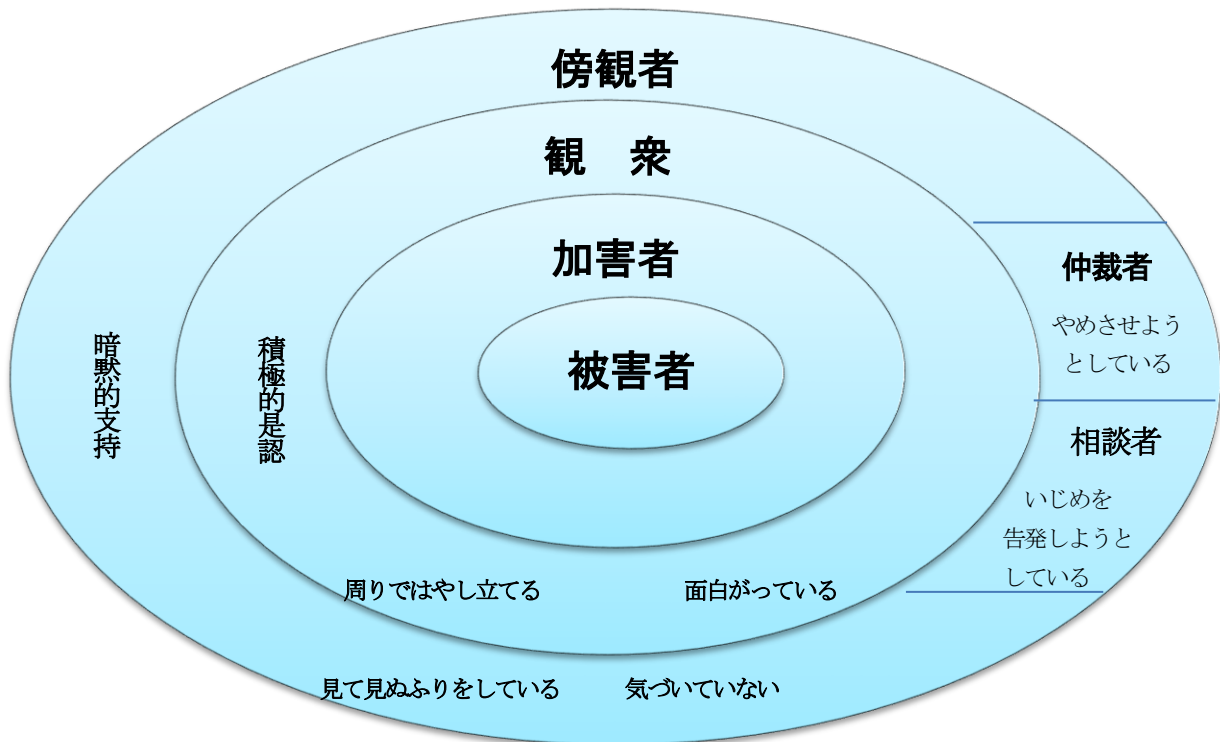 傍観者
観　衆
加害者
被害者
仲裁者
やめさせよう
としている
相談者
いじめを
告発しようと
している
暗黙的支持
積極的是認
周りではやし立てる
面白がっている
見て見ぬふりをしている
気づいていない